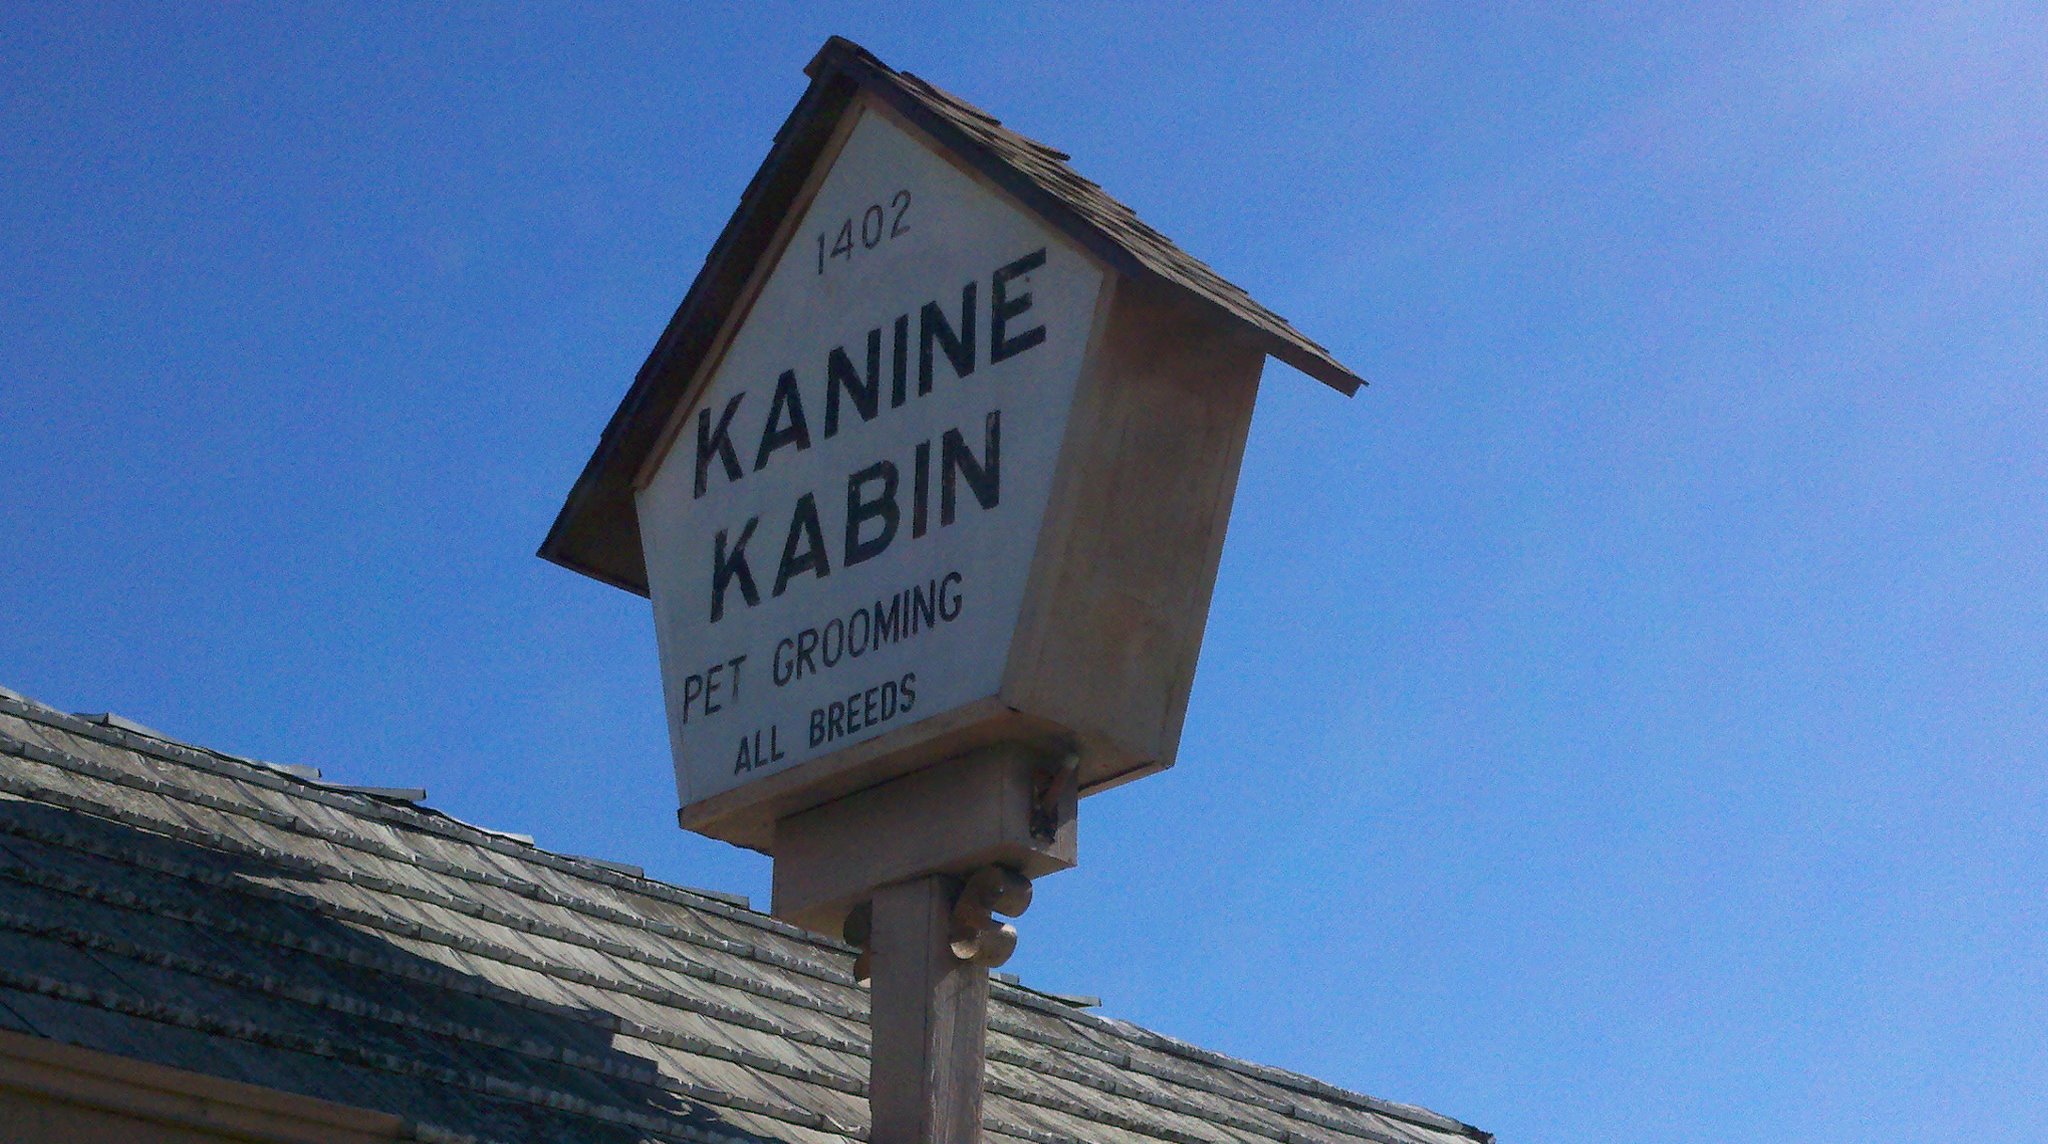 1402
KANINE
KABIN
PET GROOMING
ALL BREEDS